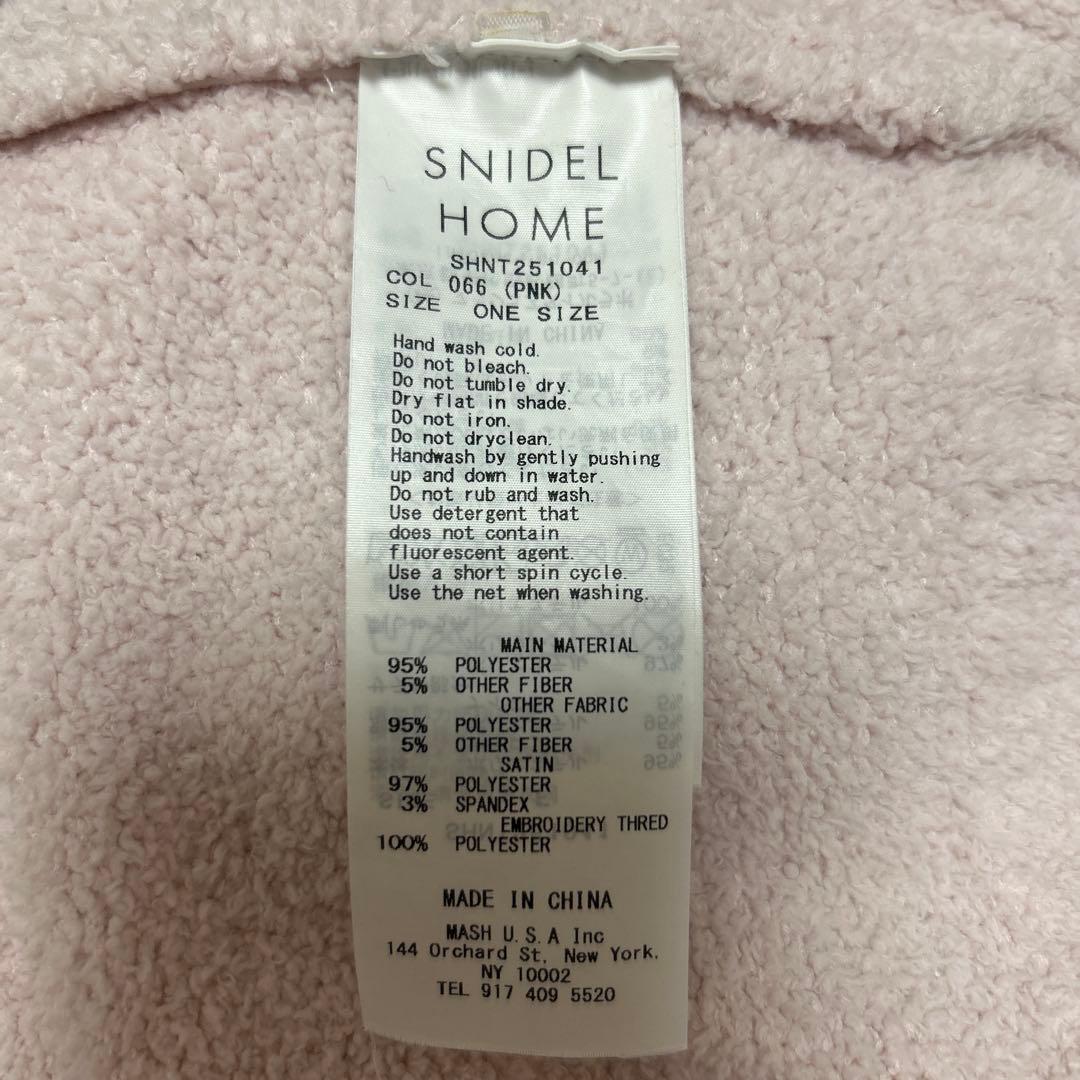 SNIDEL
HOME
SHNT251041
COL 066 (PNK)
SIZE ONE SIZE
Hand wash cold.
Do not bleach.
Do not tumble dry.
Dry flat in shade.
Do not iron.
Do not dryclean.
Handwash by gently pushing
up and down in water.
Do not rub and wash.
Use detergent that
does not contain
fluorescent agent.
Use a short spin cycle.
Use the net when washing.
MAIN MATERIAL
95% POLYESTER
5% OTHER FIBER
OTHER FABRIC
95% POLYESTER
5% OTHER FIBER
SATIN
97% POLYESTER
3% SPANDEX
EMBROIDERY THRED
100% POLYESTER
MADE IN CHINA
MASH U.S.A Inc
144 Orchard St, New York,
NY 10002
TEL 917 409 5520